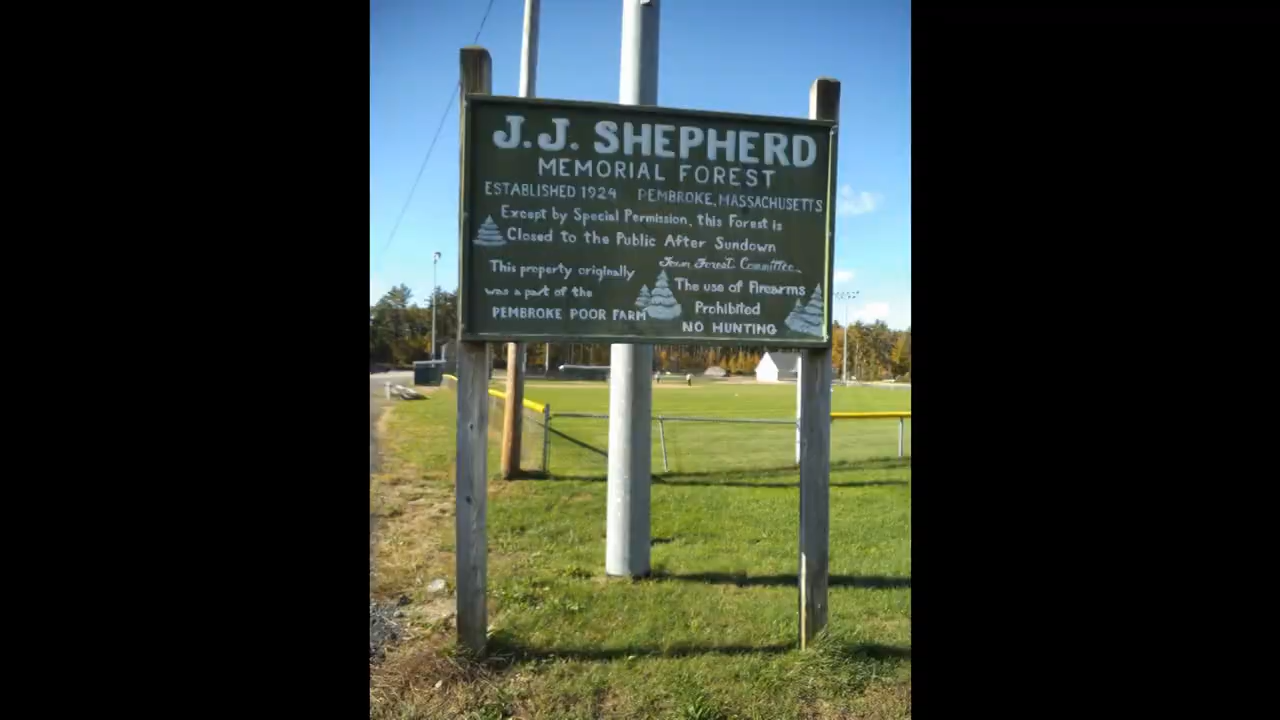 J.J. SHEPHERD
MEMORIAL FOREST
ESTABLISHED 1924 PEMBROKE, MASSACHUSETTS
Except by Special Permission, this Forest is
Closed to the Public After Sundown
Town Forest Committee
This property originally
was a part of the
PEMBROKE POOR FARM
The use of Firearms
Prohibited
NO HUNTING